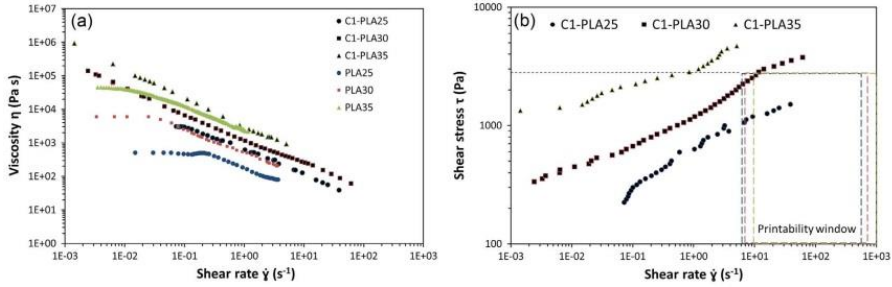 (a)
1E+07
1E+06
1E+05
1E+04
1E+03
1E+02
1E+01
1E+00
Viscosity η (Pa s)
C1-PLA25
C1-PLA30
C1-PLA35
PLA25
PLA30
PLA35
1E-03 1E-02 1E-01 1E+00 1E+01 1E+02 1E+03
Shear rate γ̇ (s⁻¹)
(b)
C1-PLA25 C1-PLA30 C1-PLA35
10000
1000
100
Shear stress τ (Pa)
Printability window
1E-03 1E-02 1E-01 1E+00 1E+01 1E+02 1E+03
Shear rate γ̇ (s⁻¹)